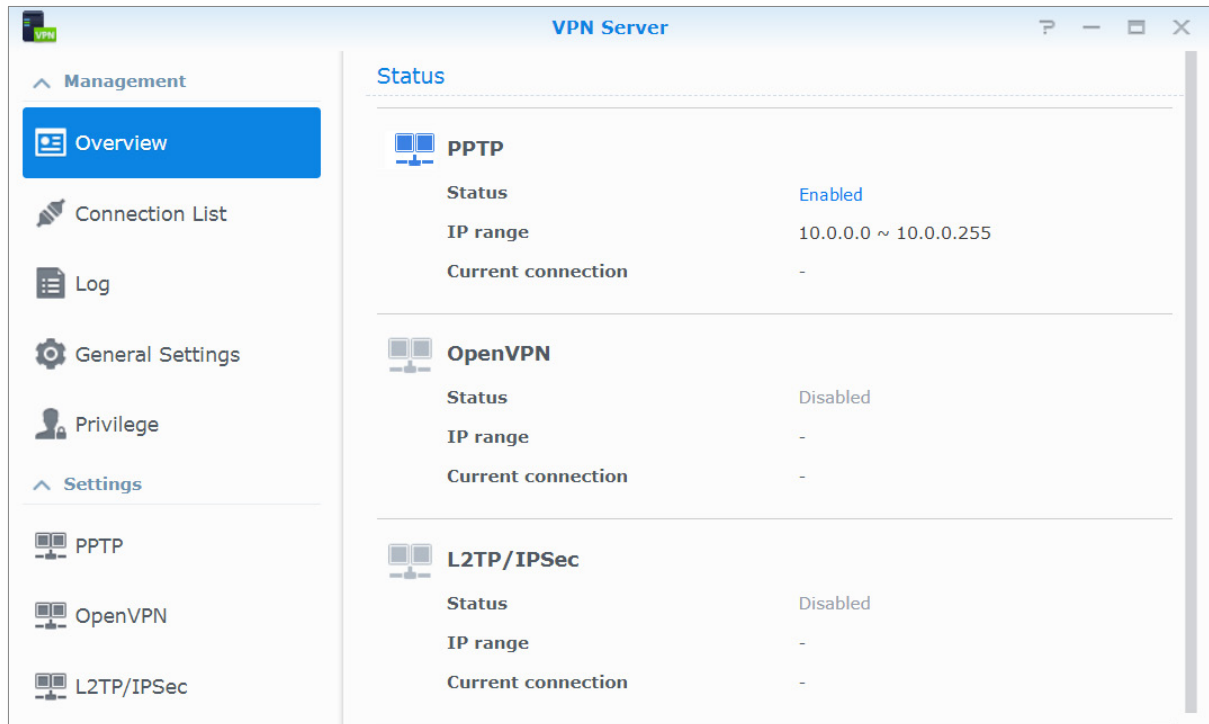 VPN
VPN Server
Management
Overview
Connection List
Log
General Settings
Privilege
Settings
PPTP
OpenVPN
L2TP/IPSec
Status
PPTP
Status Enabled
IP range 10.0.0.0 ~ 10.0.0.255
Current connection -
OpenVPN
Status Disabled
IP range -
Current connection -
L2TP/IPSec
Status Disabled
IP range -
Current connection -